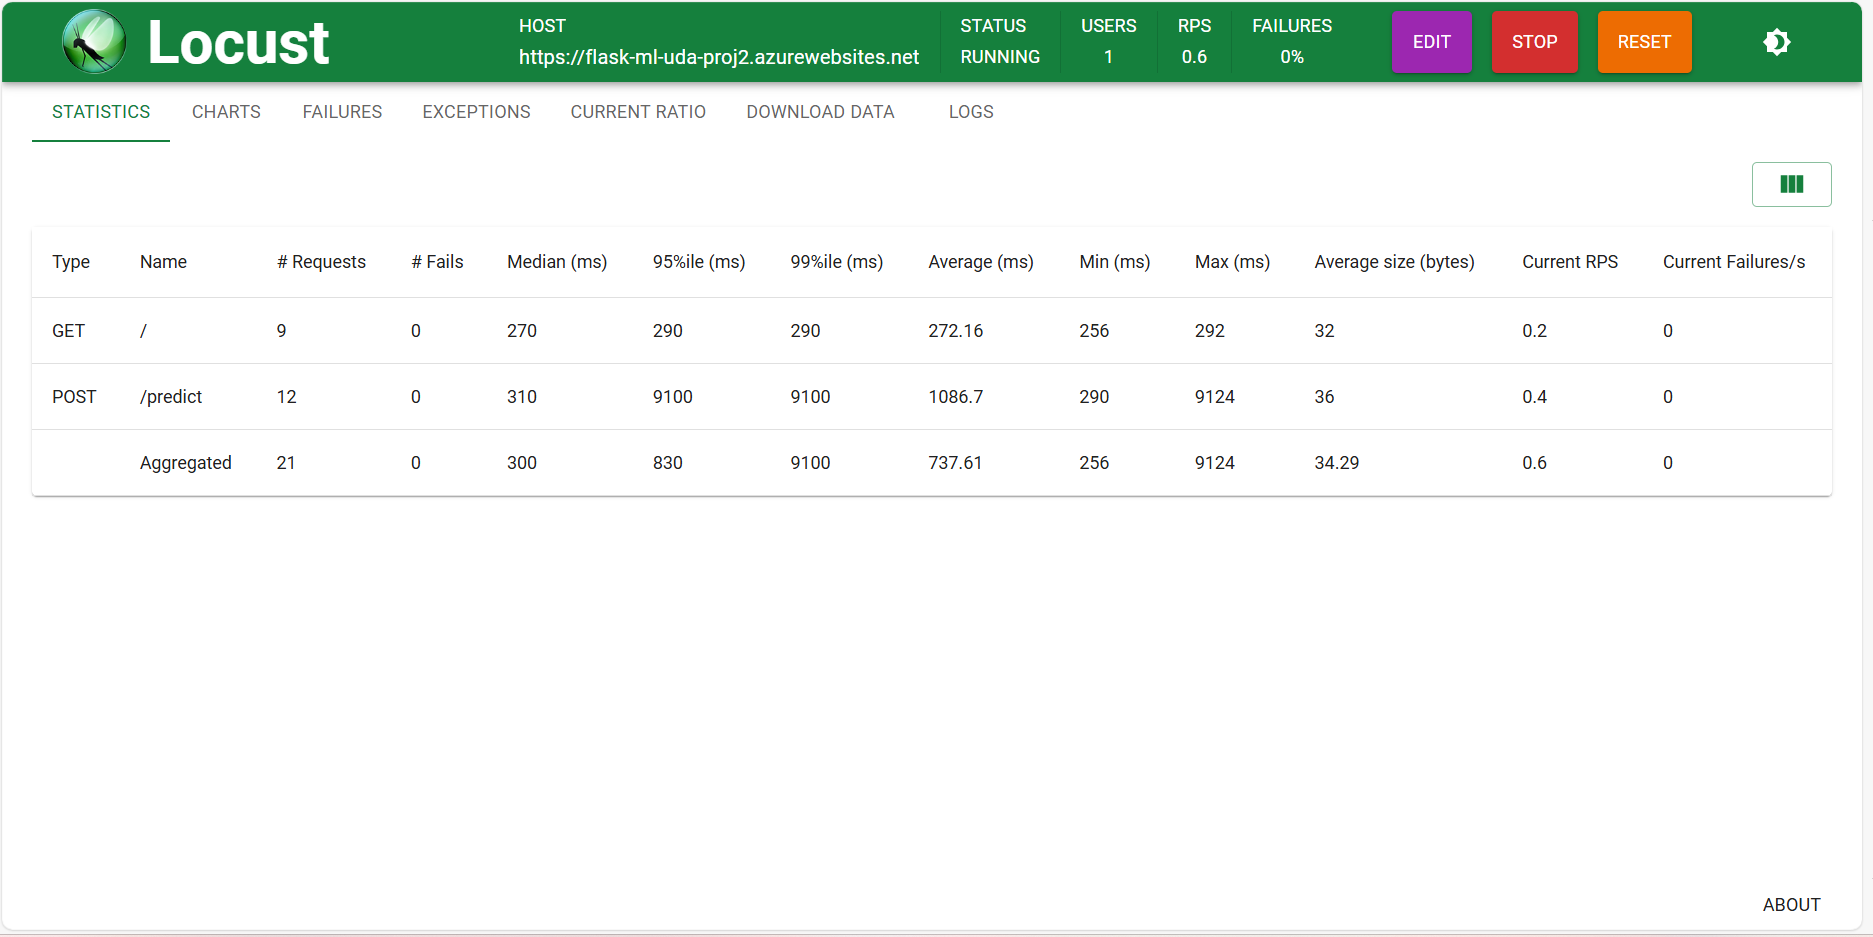 Locust
HOST
https://flask-ml-uda-proj2.azurewebsites.net
STATUS
RUNNING
USERS
1
RPS
0.6
FAILURES
0%
EDIT
STOP
RESET
STATISTICS CHARTS FAILURES EXCEPTIONS CURRENT RATIO DOWNLOAD DATA LOGS
Type Name # Requests # Fails Median (ms) 95%ile (ms) 99%ile (ms) Average (ms) Min (ms) Max (ms) Average size (bytes) Current RPS Current Failures/s
GET / 9 0 270 290 290 272.16 256 292 32 0.2 0
POST /predict 12 0 310 9100 9100 1086.7 290 9124 36 0.4 0
Aggregated 21 0 300 830 9100 737.61 256 9124 34.29 0.6 0
ABOUT